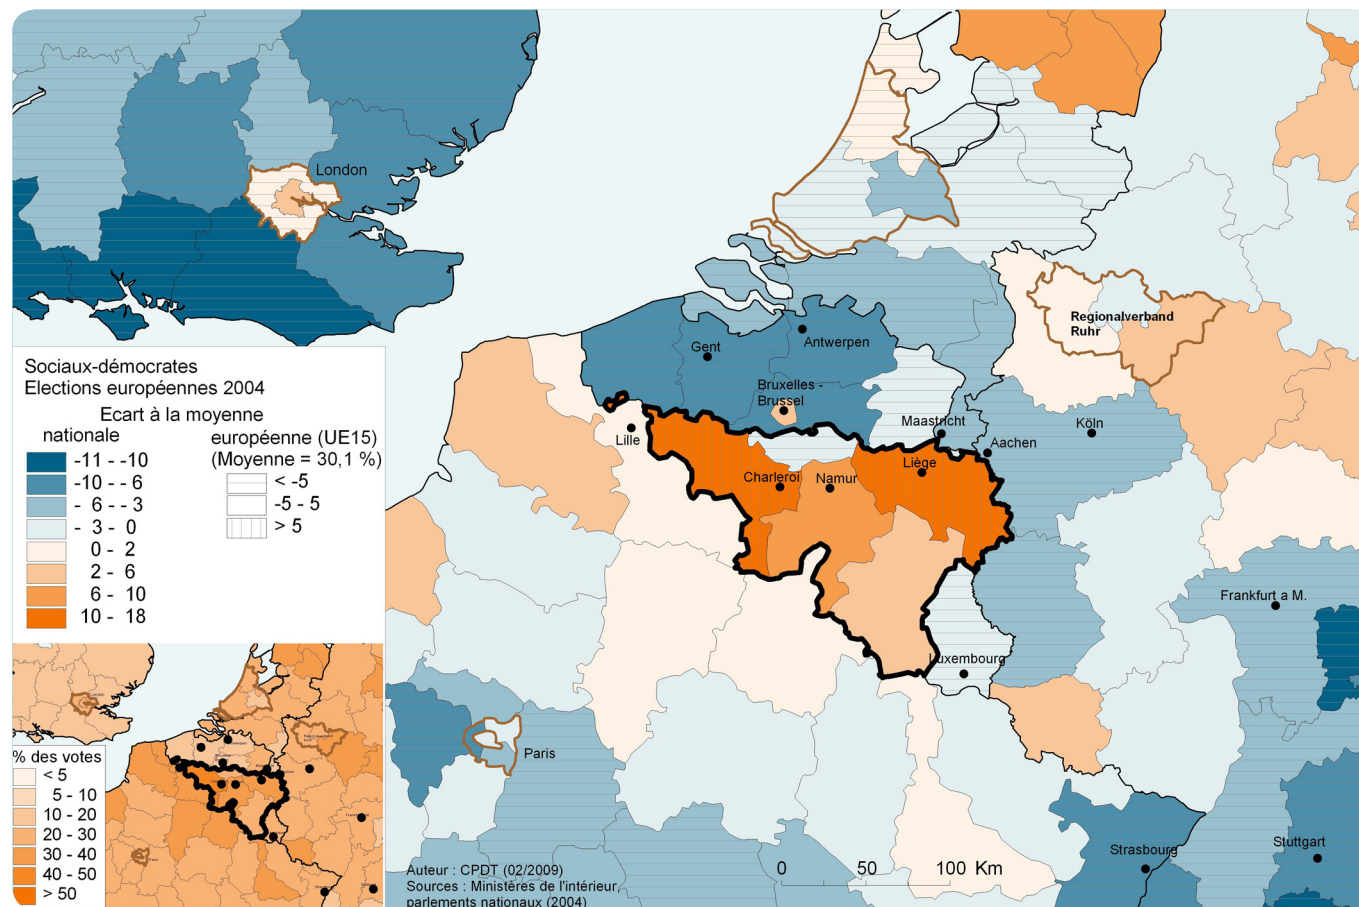 London
Regionalverband
Ruhr
Gent
Antwerpen
Bruxelles -
Brussel
Maastricht
Köln
Lille
Aachen
Liège
Charleroi
Namur
Frankfurt a M.
Luxembourg
Paris
Strasbourg
Stuttgart
Sociaux-démocrates
Elections européennes 2004
Ecart à la moyenne
nationale
-11 - -10
-10 - - 6
- 6 - - 3
- 3 - 0
0 - 2
2 - 6
6 - 10
10 - 18
européenne (UE15)
(Moyenne = 30,1 %)
< -5
-5 - 5
> 5
% des votes
< 5
5 - 10
10 - 20
20 - 30
30 - 40
40 - 50
> 50
Auteur : CPDT (02/2009)
Sources : Ministères de l'intérieur,
parlements nationaux (2004)
0 50 100 Km